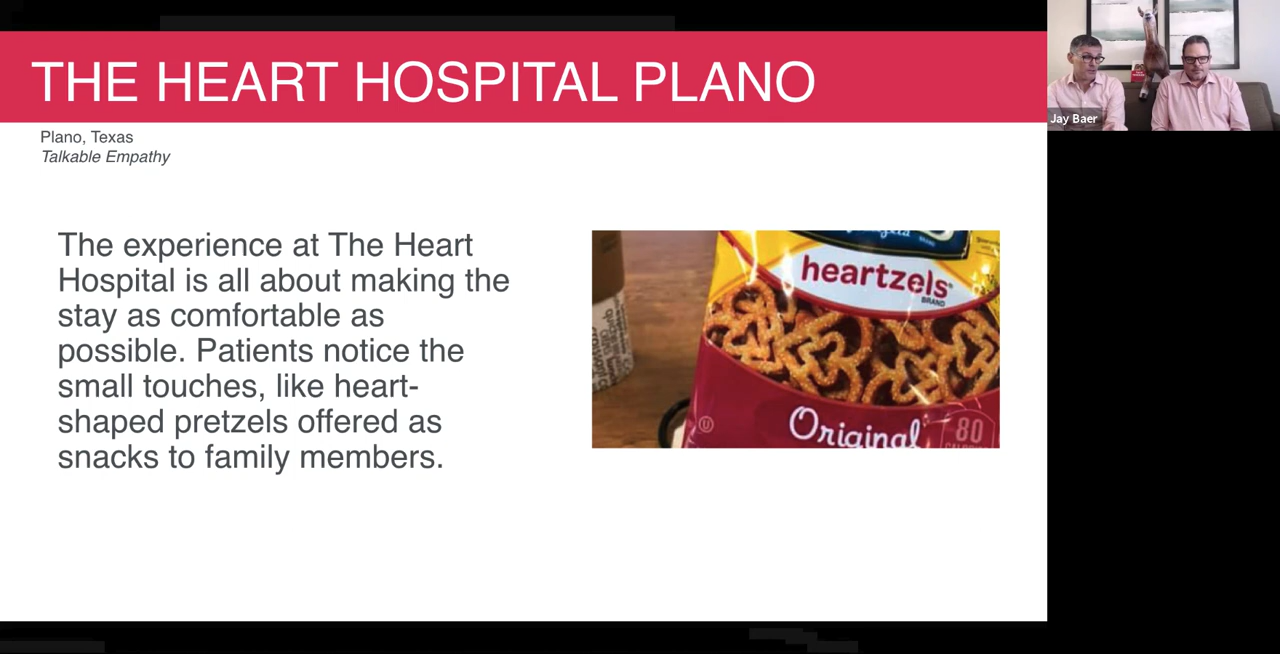 THE HEART HOSPITAL PLANO
Jay Baer
Plano, Texas
Talkable Empathy
The experience at The Heart
Hospital is all about making the
stay as comfortable as
possible. Patients notice the
small touches, like heart-
shaped pretzels offered as
snacks to family members.
heartzels®
BRAND
Original
80